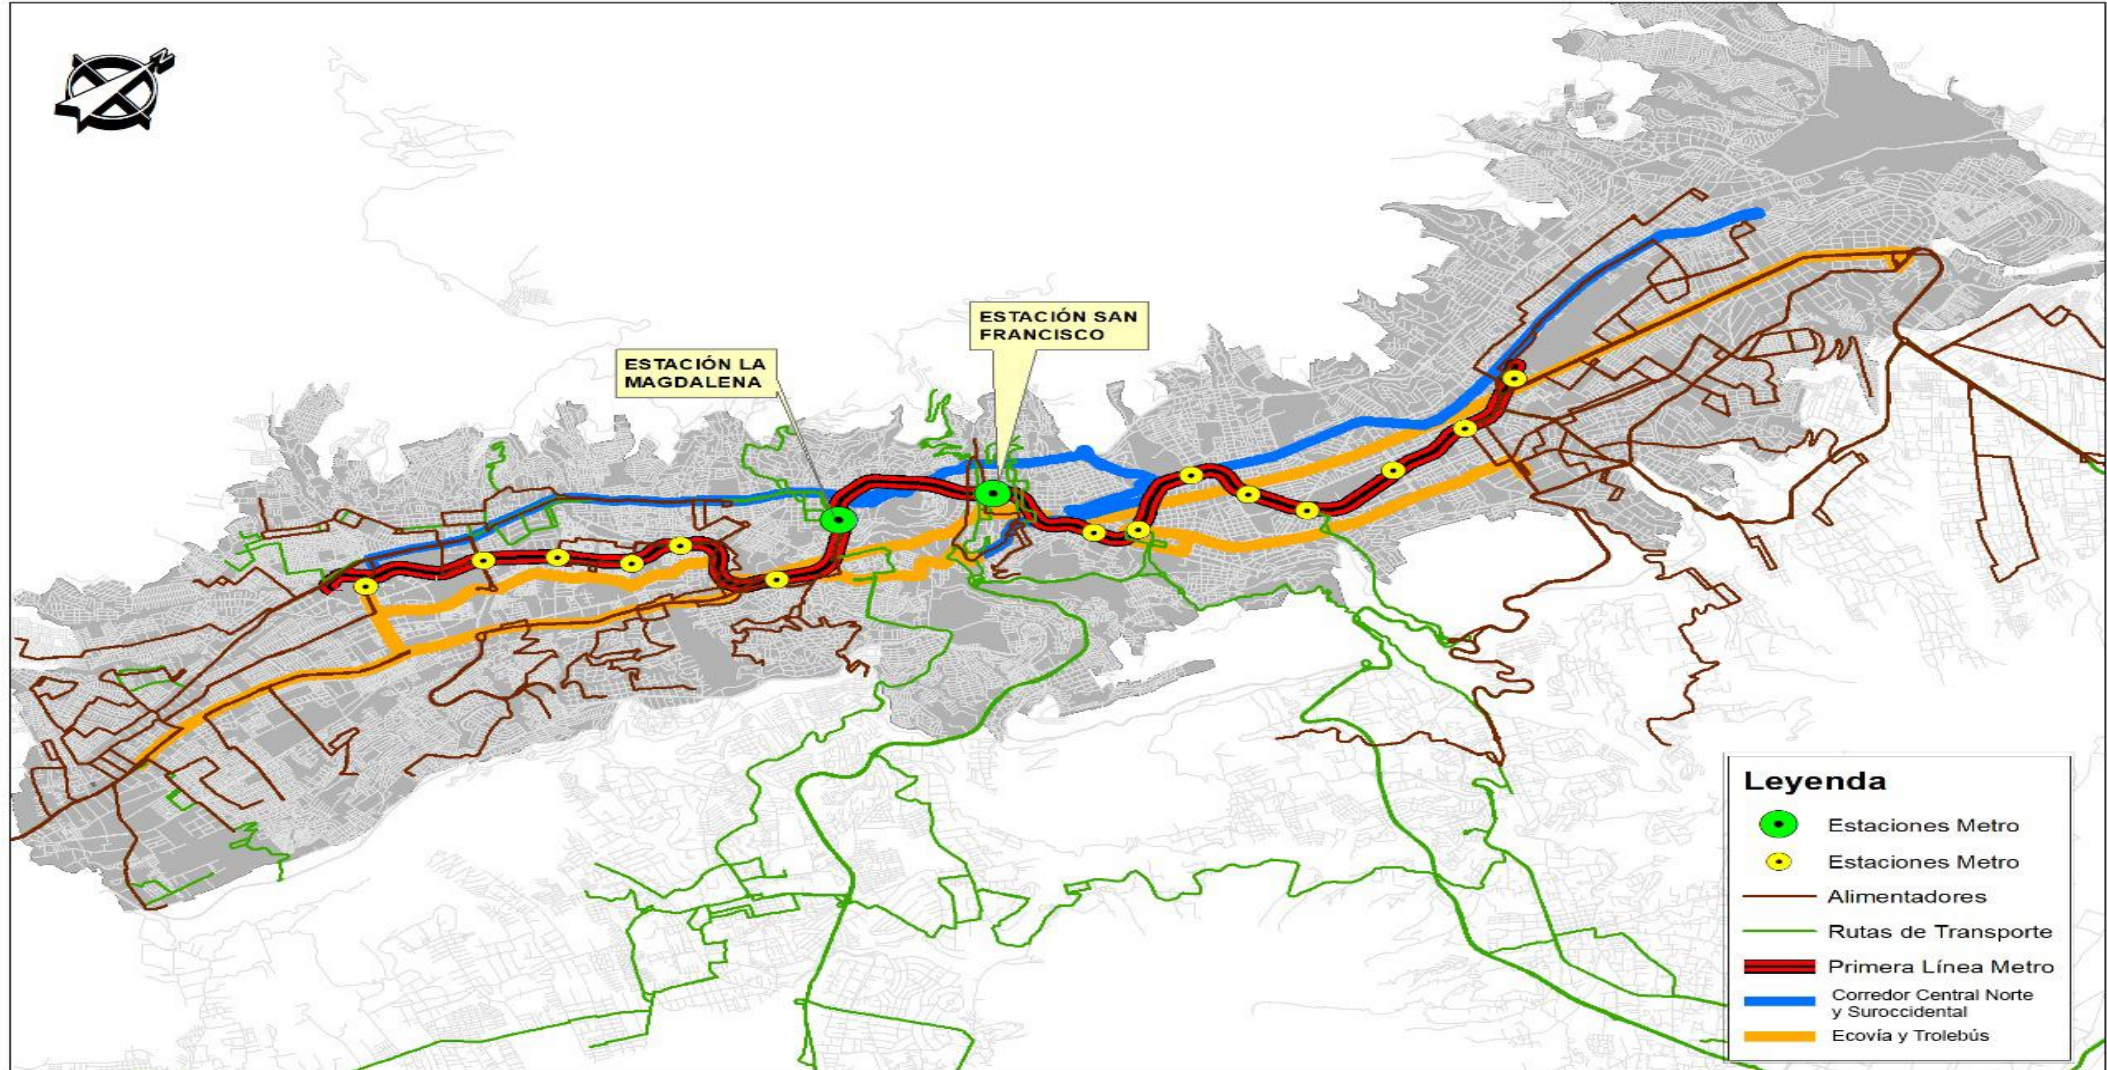 N
ESTACIÓN SAN
FRANCISCO
ESTACIÓN LA
MAGDALENA
Leyenda
Estaciones Metro
Estaciones Metro
Alimentadores
Rutas de Transporte
Primera Línea Metro
Corredor Central Norte
y Suroccidental
Ecovía y Trolebús